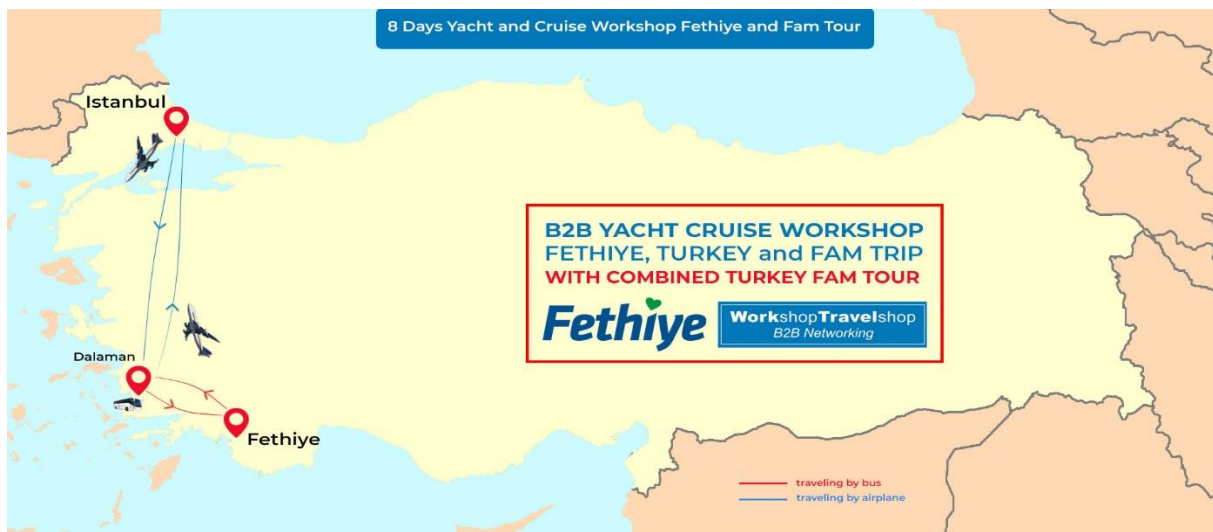 8 Days Yacht and Cruise Workshop Fethiye and Fam Tour
Istanbul
B2B YACHT CRUISE WORKSHOP
FETHIYE, TURKEY and FAM TRIP
WITH COMBINED TURKEY FAM TOUR
Fethiye
WorkshopTravelshop
B2B Networking
Dalaman
Fethiye
traveling by bus
traveling by airplane